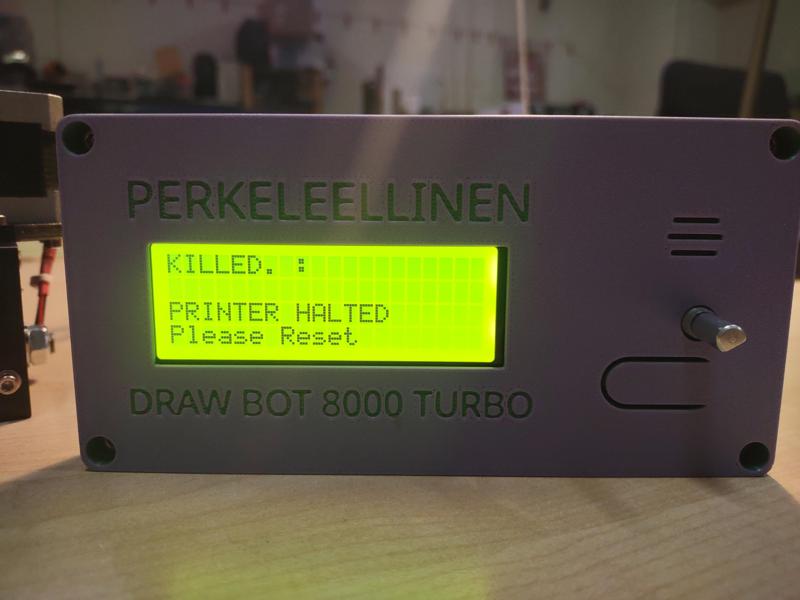 PERKELEELLINEN
KILLED. :
PRINTER HALTED
Please Reset
DRAW BOT 8000 TURBO